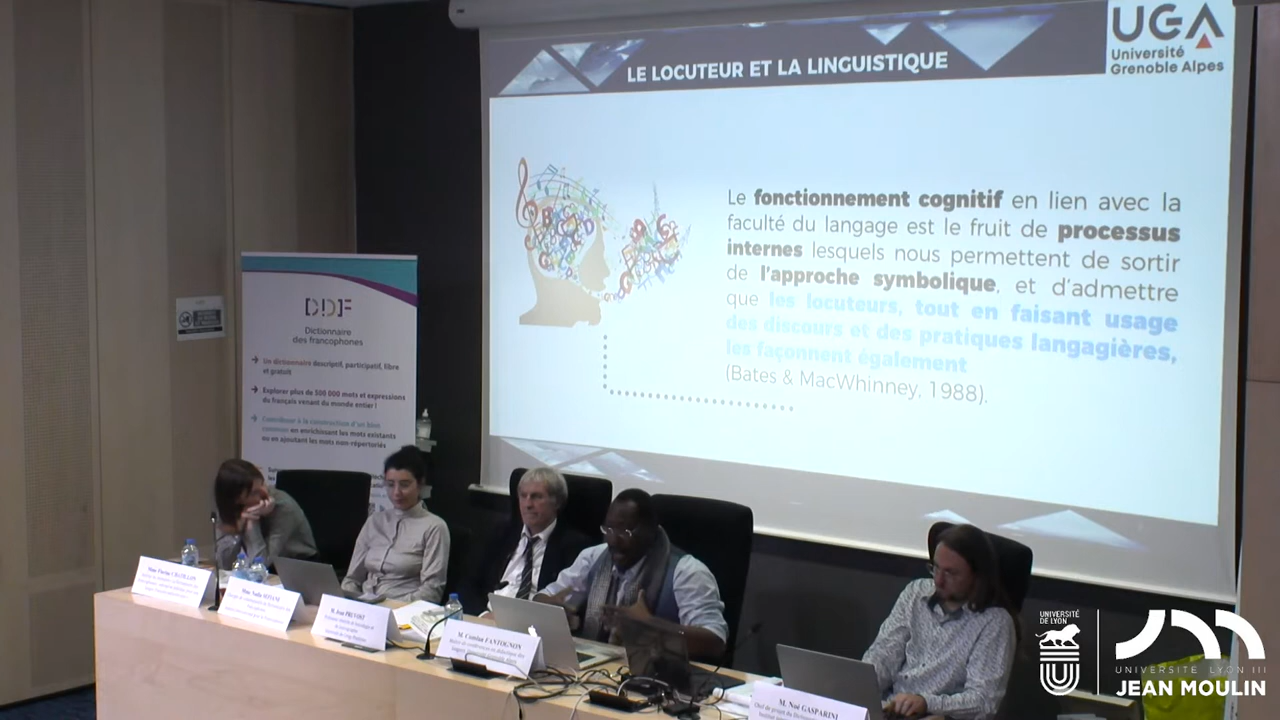 LE LOCUTEUR ET LA LINGUISTIQUE
UGA
Université
Grenoble Alpes
Le fonctionnement cognitif en lien avec la
faculté du langage est le fruit de processus
internes lesquels nous permettent de sortir
de l'approche symbolique, et d'admettre
que les locuteurs, tout en faisant usage
des discours et des pratiques langagières,
les façonnent également
(Bates & MacWhinney, 1988).
Dictionnaire
des francophones
Un dictionnaire descriptif, participatif, libre
et gratuit
Explorer plus de 500 000 mots et expressions
du français venant du monde entier !
Contribuer à la construction d'un bien
commun en enrichissant les mots existants
ou en ajoutant les mots non-répertoriés
M. Jean PRUVOST
M. Comlan FANTOGNON
M. Noé GASPARINI
UNIVERSITÉ
DE LYON
UNIVERSITÉ LYON III
JEAN MOULIN